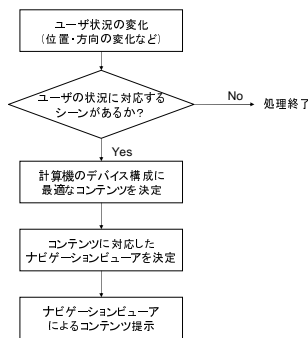 ユーザ状況の変化
(位置・方向の変化など)
ユーザの状況に対応する
シーンがあるか?
No
処理終了
Yes
計算機のデバイス構成に
最適なコンテンツを決定
コンテンツに対応した
ナビゲーションビューアを決定
ナビゲーションビューア
によるコンテンツ提示